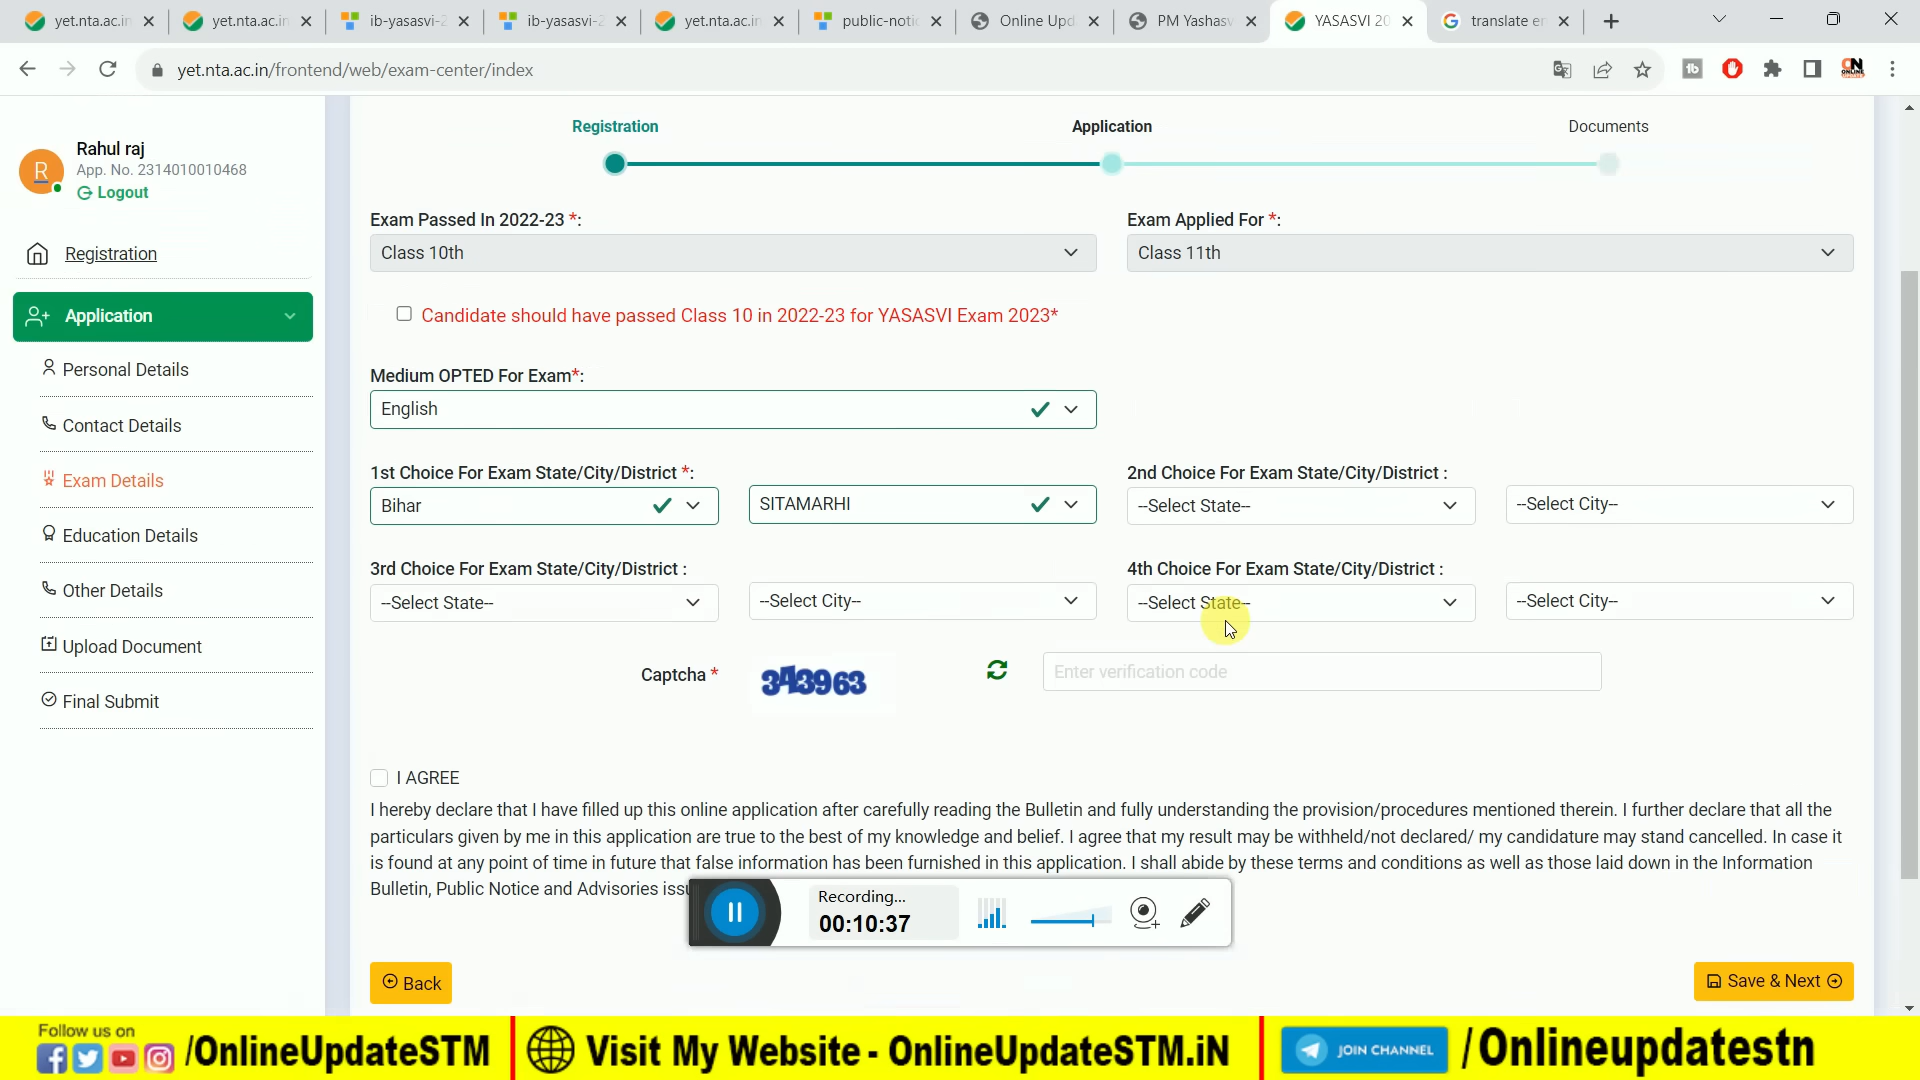 yet.nta.ac.in
yet.nta.ac.in
ib-yasasvi-2
ib-yasasvi-2
yet.nta.ac.in
public-notic
Online Upd
PM Yashasv
YASASVI 20
translate en
yet.nta.ac.in/frontend/web/exam-center/index
Rahul raj
R
App. No. 2314010010468
Logout
Registration
Application
Personal Details
Contact Details
Exam Details
Education Details
Other Details
Upload Document
Final Submit
Registration
Application
Documents
Exam Passed In 2022-23 *:
Exam Applied For *:
Class 10th
Class 11th
Candidate should have passed Class 10 in 2022-23 for YASASVI Exam 2023*
Medium OPTED For Exam*:
English
1st Choice For Exam State/City/District *:
2nd Choice For Exam State/City/District :
Bihar
SITAMARHI
--Select State--
--Select City--
3rd Choice For Exam State/City/District :
4th Choice For Exam State/City/District :
--Select State--
--Select City--
--Select State--
--Select City--
Captcha *
343963
Enter verification code
I AGREE
I hereby declare that I have filled up this online application after carefully reading the Bulletin and fully understanding the provision/procedures mentioned therein. I further declare that all the
particulars given by me in this application are true to the best of my knowledge and belief. I agree that my result may be withheld/not declared/ my candidature may stand cancelled. In case it
is found at any point of time in future that false information has been furnished in this application. I shall abide by these terms and conditions as well as those laid down in the Information
Bulletin, Public Notice and Advisories issu
Recording...
00:10:37
Back
Save & Next
Follow us on
/OnlineUpdateSTM
Visit My Website - OnlineUpdateSTM.iN
JOIN CHANNEL
/Onlineupdatestn